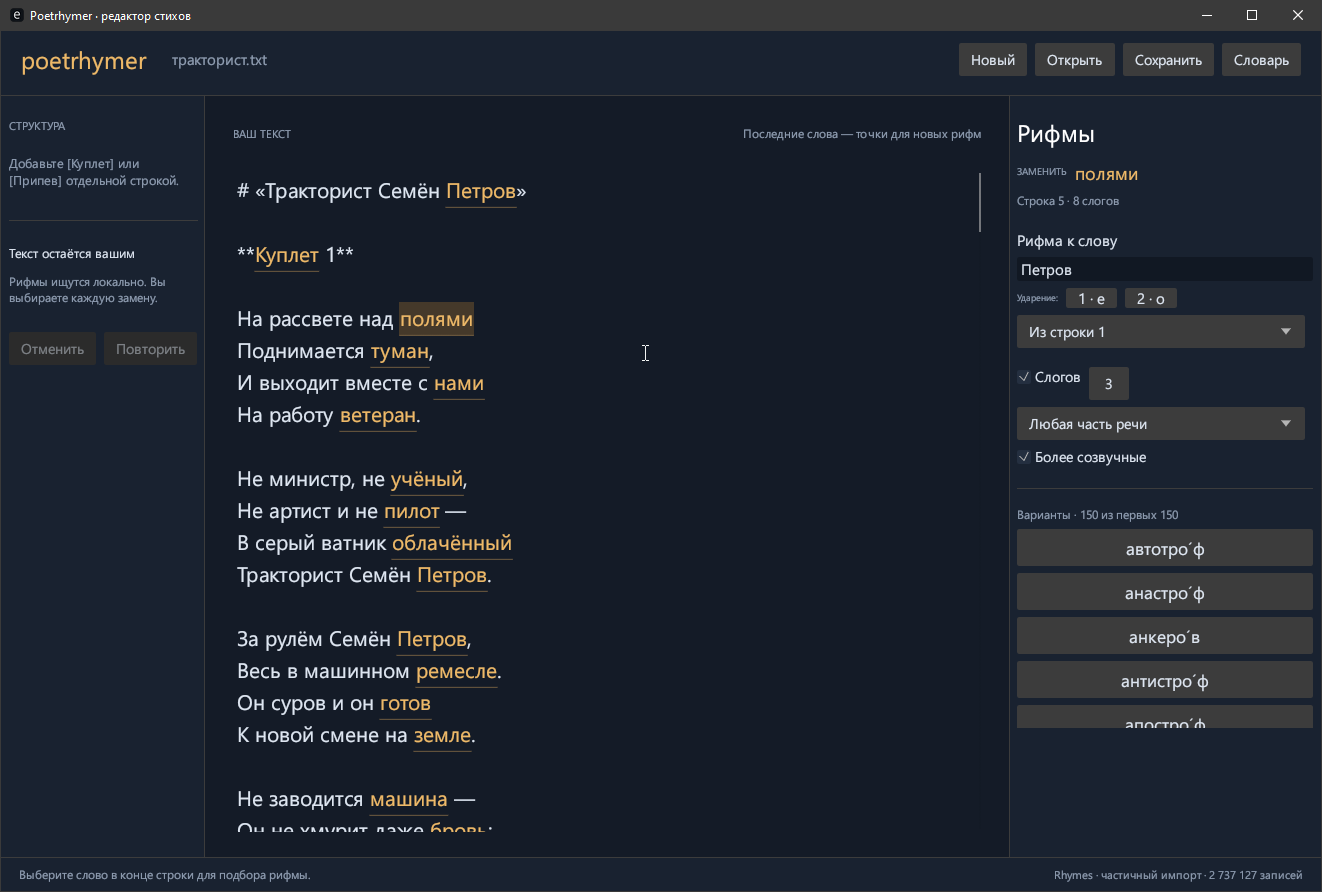 e Poetrhymer · редактор стихов
poetrhymer тракторист.txt
Новый Открыть Сохранить Словарь
СТРУКТУРА
Добавьте [Куплет] или
[Припев] отдельной строкой.
Текст остаётся вашим
Рифмы ищутся локально. Вы
выбираете каждую замену.
Отменить Повторить
ВАШ ТЕКСТ
Последние слова — точки для новых рифм
# «Тракторист Семён Петров»
**Куплет 1**
На рассвете над полями
Поднимается туман,
И выходит вместе с нами
На работу ветеран.
Не министр, не учёный,
Не артист и не пилот —
В серый ватник облачённый
Тракторист Семён Петров.
За рулём Семён Петров,
Весь в машинном ремесле.
Он суров и он готов
К новой смене на земле.
Не заводится машина —
Он не хмурит даже бровь;
Рифмы
ЗАМЕНИТЬ полями
Строка 5 · 8 слогов
Рифма к слову
Петров
Ударение: 1 · е 2 · о
Из строки 1
Слогов 3
Любая часть речи
Более созвучные
Варианты · 150 из первых 150
автотро´ф
анастро´ф
анкеро´в
антистро´ф
апостро´ф
Выберите слово в конце строки для подбора рифмы.
Rhymes · частичный импорт · 2 737 127 записей